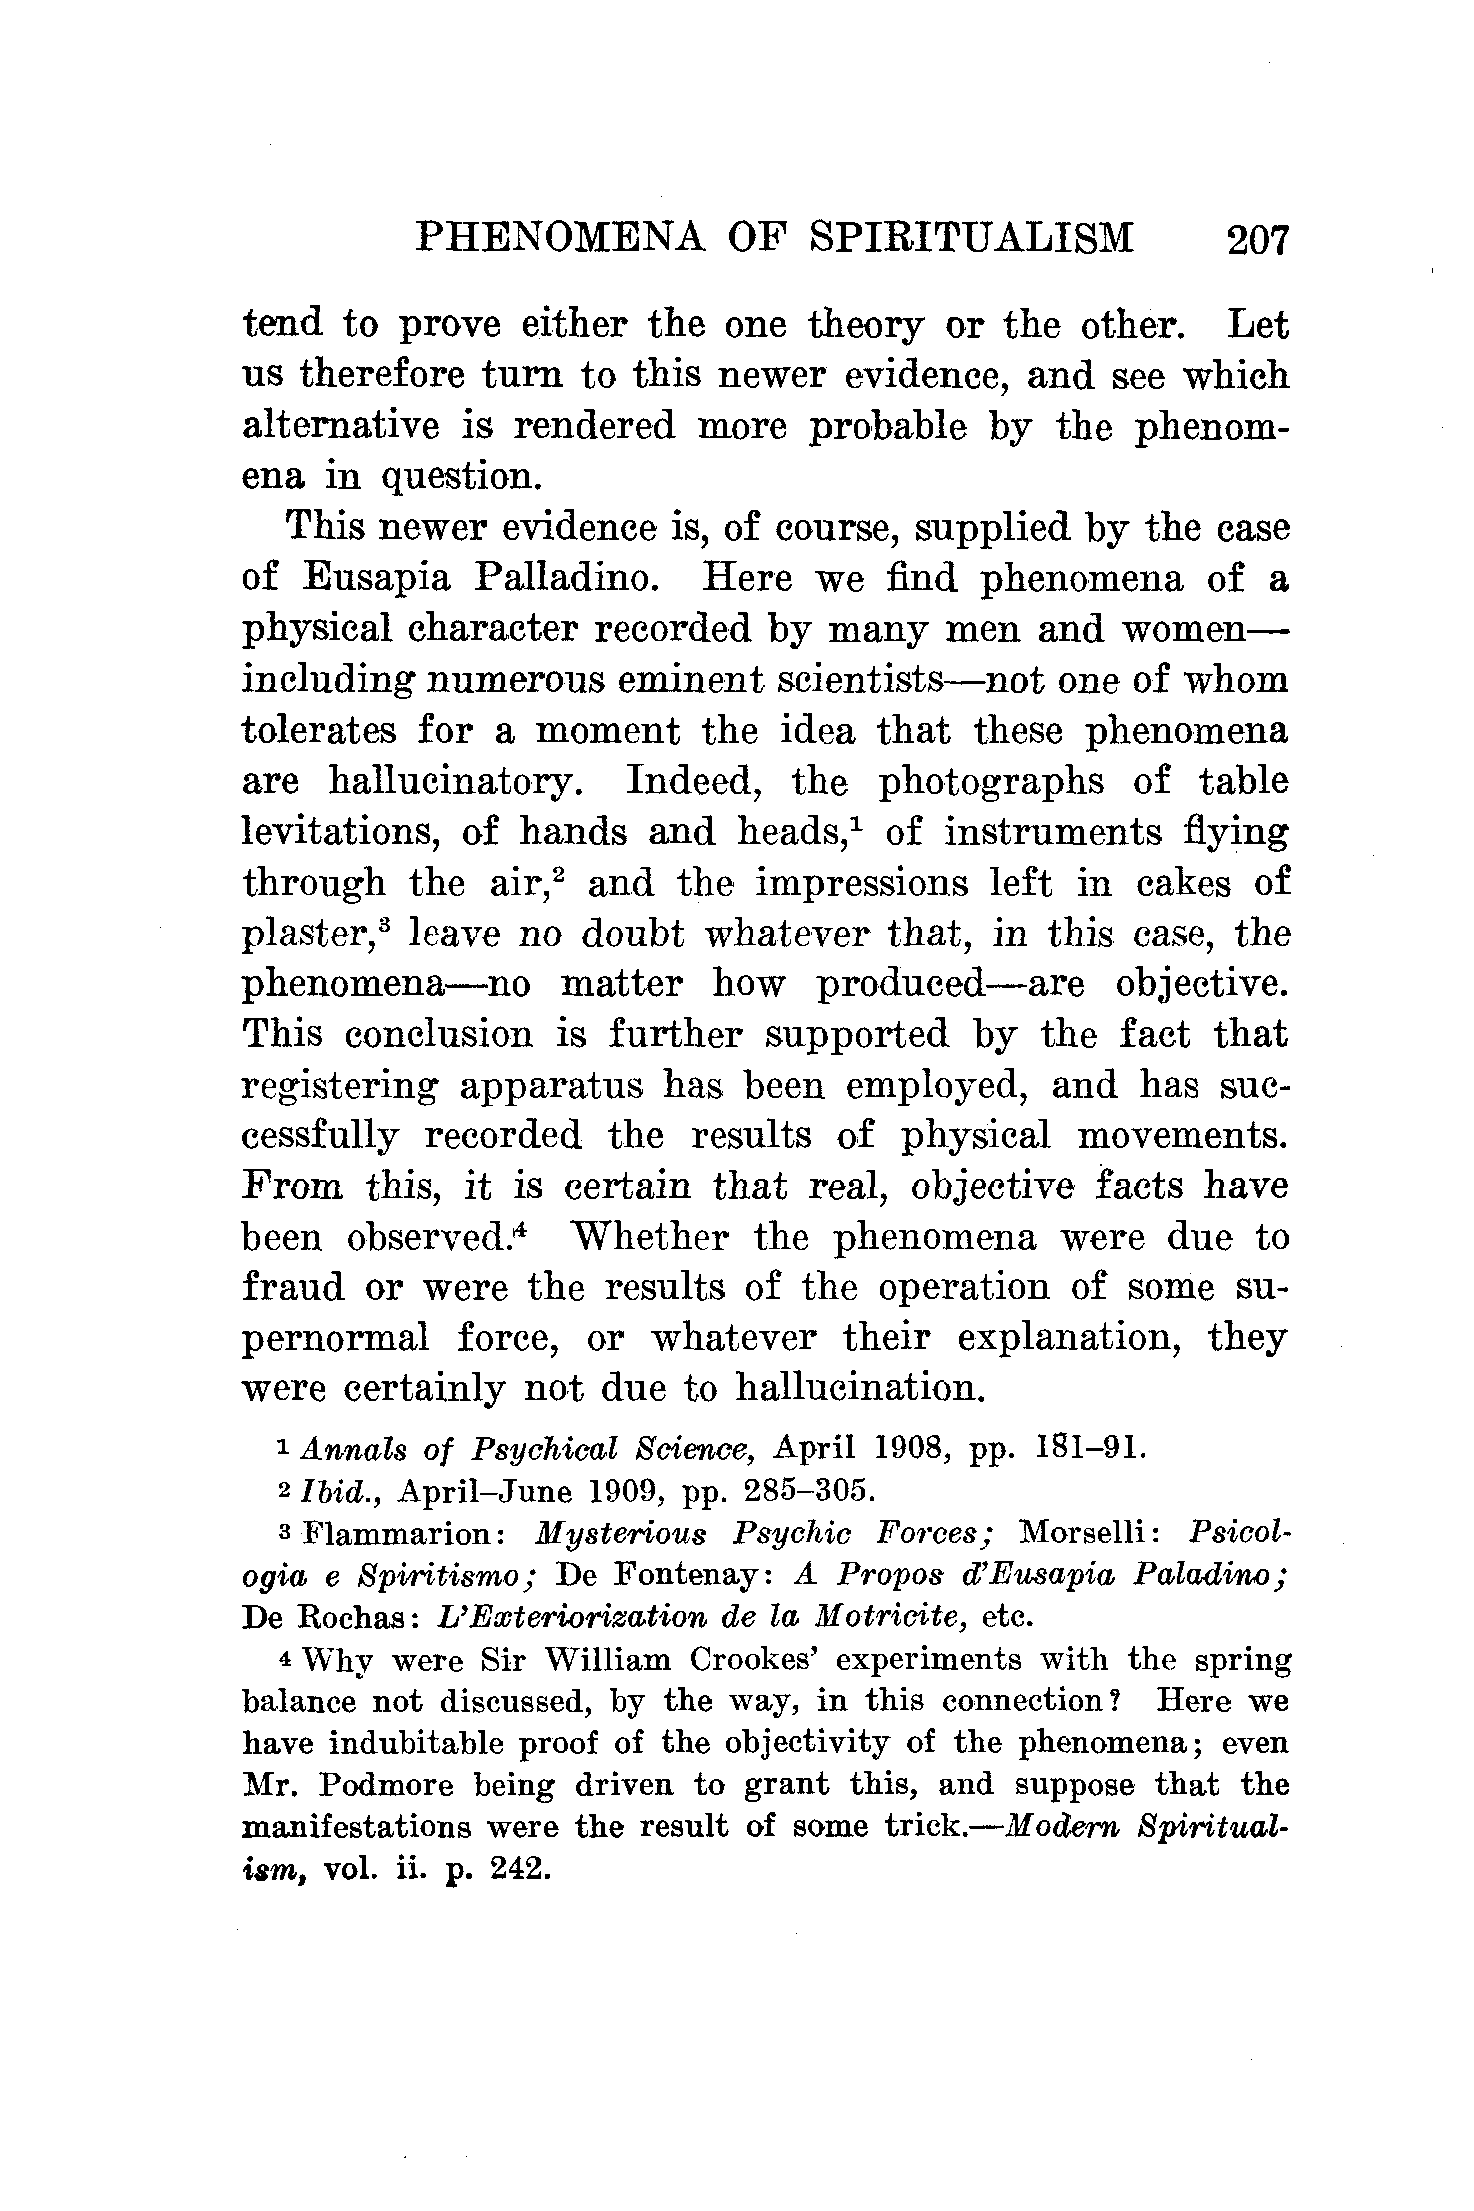 PHENOMENA OF SPIRITUALISM 207
tend to prove either the one theory or the other. Let
us therefore turn to this newer evidence, and see which
alternative is rendered more probable by the phenom-
ena in question.
This newer evidence is, of course, supplied by the case
of Eusapia Palladino. Here we find phenomena of a
physical character recorded by many men and women—
including numerous eminent scientists—not one of whom
tolerates for a moment the idea that these phenomena
are hallucinatory. Indeed, the photographs of table
levitations, of hands and heads,¹ of instruments flying
through the air,² and the impressions left in cakes of
plaster,³ leave no doubt whatever that, in this case, the
phenomena—no matter how produced—are objective.
This conclusion is further supported by the fact that
registering apparatus has been employed, and has suc-
cessfully recorded the results of physical movements.
From this, it is certain that real, objective facts have
been observed.⁴ Whether the phenomena were due to
fraud or were the results of the operation of some su-
pernormal force, or whatever their explanation, they
were certainly not due to hallucination.
¹ Annals of Psychical Science, April 1908, pp. 181–91.
² Ibid., April–June 1909, pp. 285–305.
³ Flammarion: Mysterious Psychic Forces; Morselli: Psicol-
ogia e Spiritismo; De Fontenay: A Propos d'Eusapia Paladino;
De Rochas: L'Exteriorization de la Motricite, etc.
⁴ Why were Sir William Crookes' experiments with the spring
balance not discussed, by the way, in this connection? Here we
have indubitable proof of the objectivity of the phenomena; even
Mr. Podmore being driven to grant this, and suppose that the
manifestations were the result of some trick.—Modern Spiritual-
ism, vol. ii. p. 242.